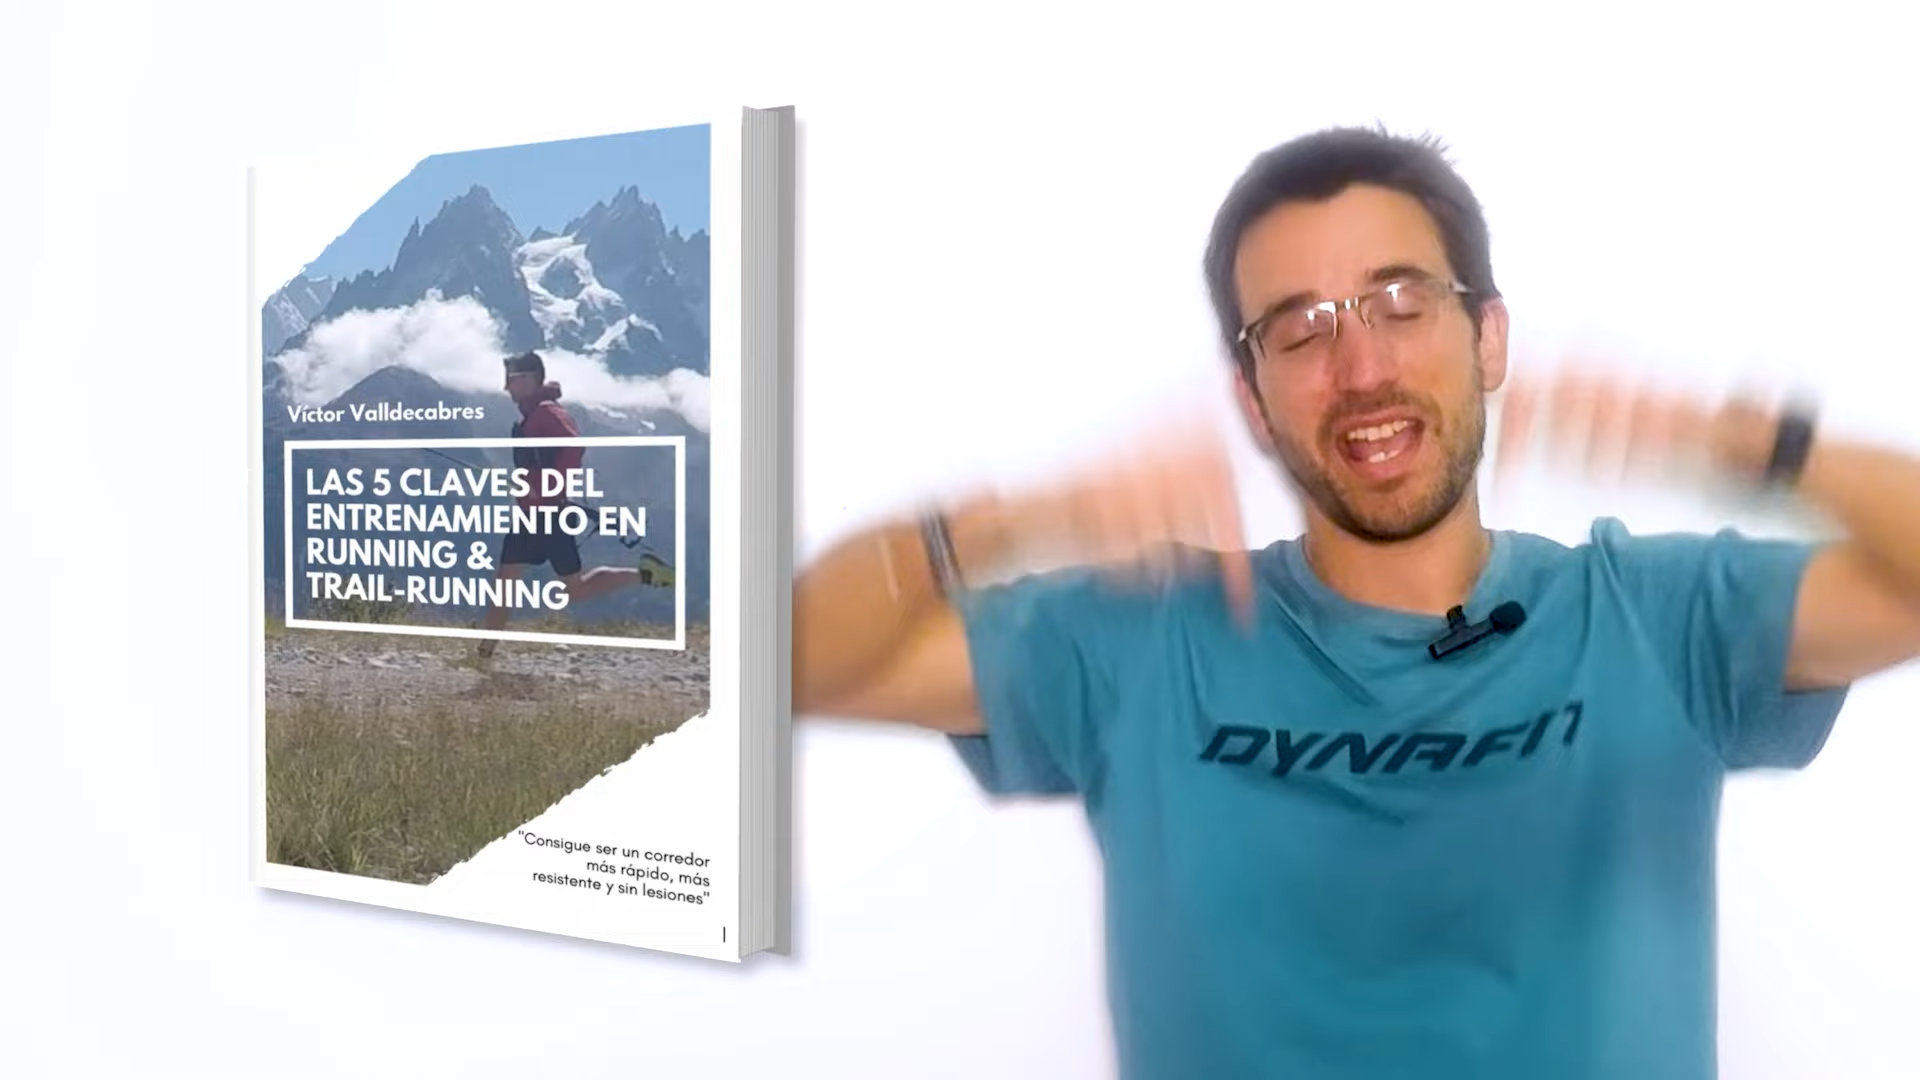 Víctor Valldecabres
LAS 5 CLAVES DEL
ENTRENAMIENTO EN
RUNNING &
TRAIL-RUNNING
"Consigue ser un corredor
más rápido, más
resistente y sin lesiones"
DYNAFIT